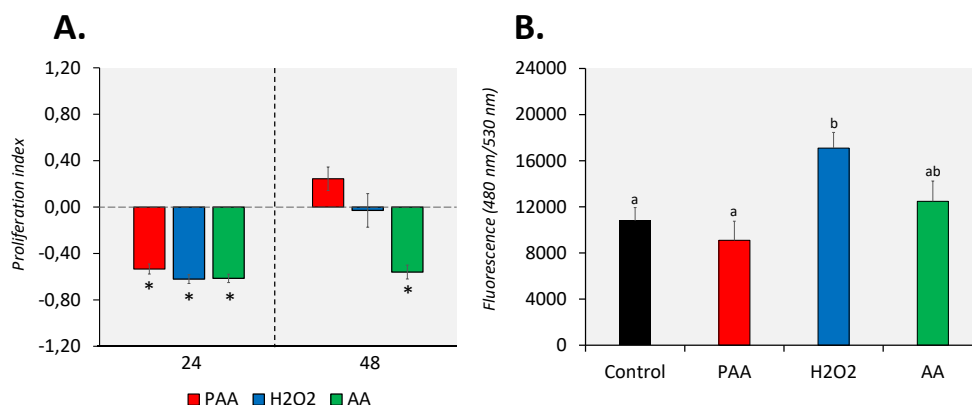 A.
Proliferation index
1,20
0,80
0,40
0,00
-0,40
-0,80
-1,20
*
*
*
*
24
48
PAA H2O2 AA
B.
Fluorescence (480 nm/530 nm)
24000
20000
16000
12000
8000
4000
0
a
a
b
ab
Control PAA H2O2 AA